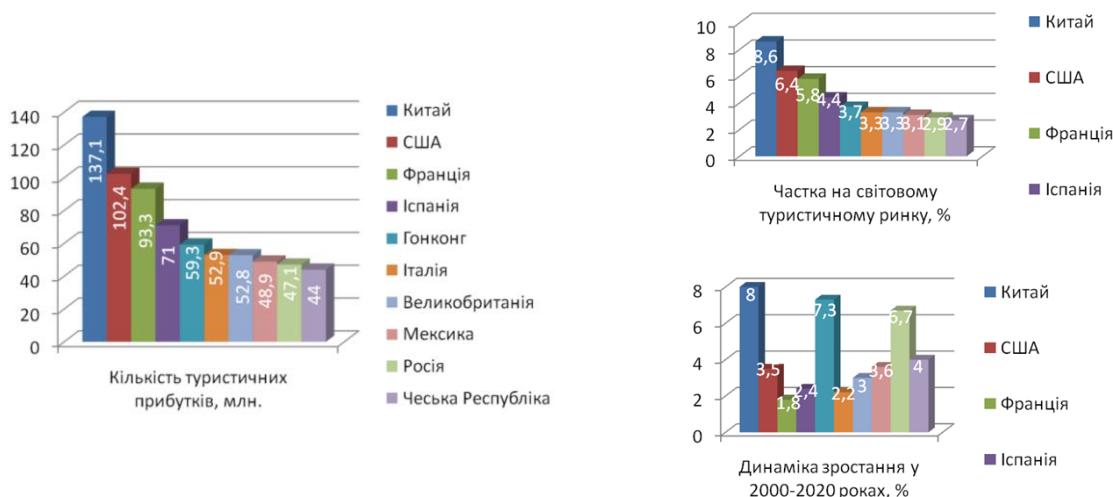 140
120
100
80
60
40
20
0
137,1
102,4
93,3
71
59,3
52,9
52,8
48,9
47,1
44
Кількість туристичних
прибутків, млн.
Китай
США
Франція
Іспанія
Гонконг
Італія
Великобританія
Мексика
Росія
Чеська Республіка
10
8
6
4
2
0
8,6
6,4
5,8
4,4
3,7
3,3
3,3
3,1
2,9
2,7
Частка на світовому
туристичному ринку, %
Китай
США
Франція
Іспанія
8
6
4
2
0
8
3,5
1,8
2,4
7,3
2,2
3
3,6
6,7
4
Динаміка зростання у
2000-2020 роках, %
Китай
США
Франція
Іспанія